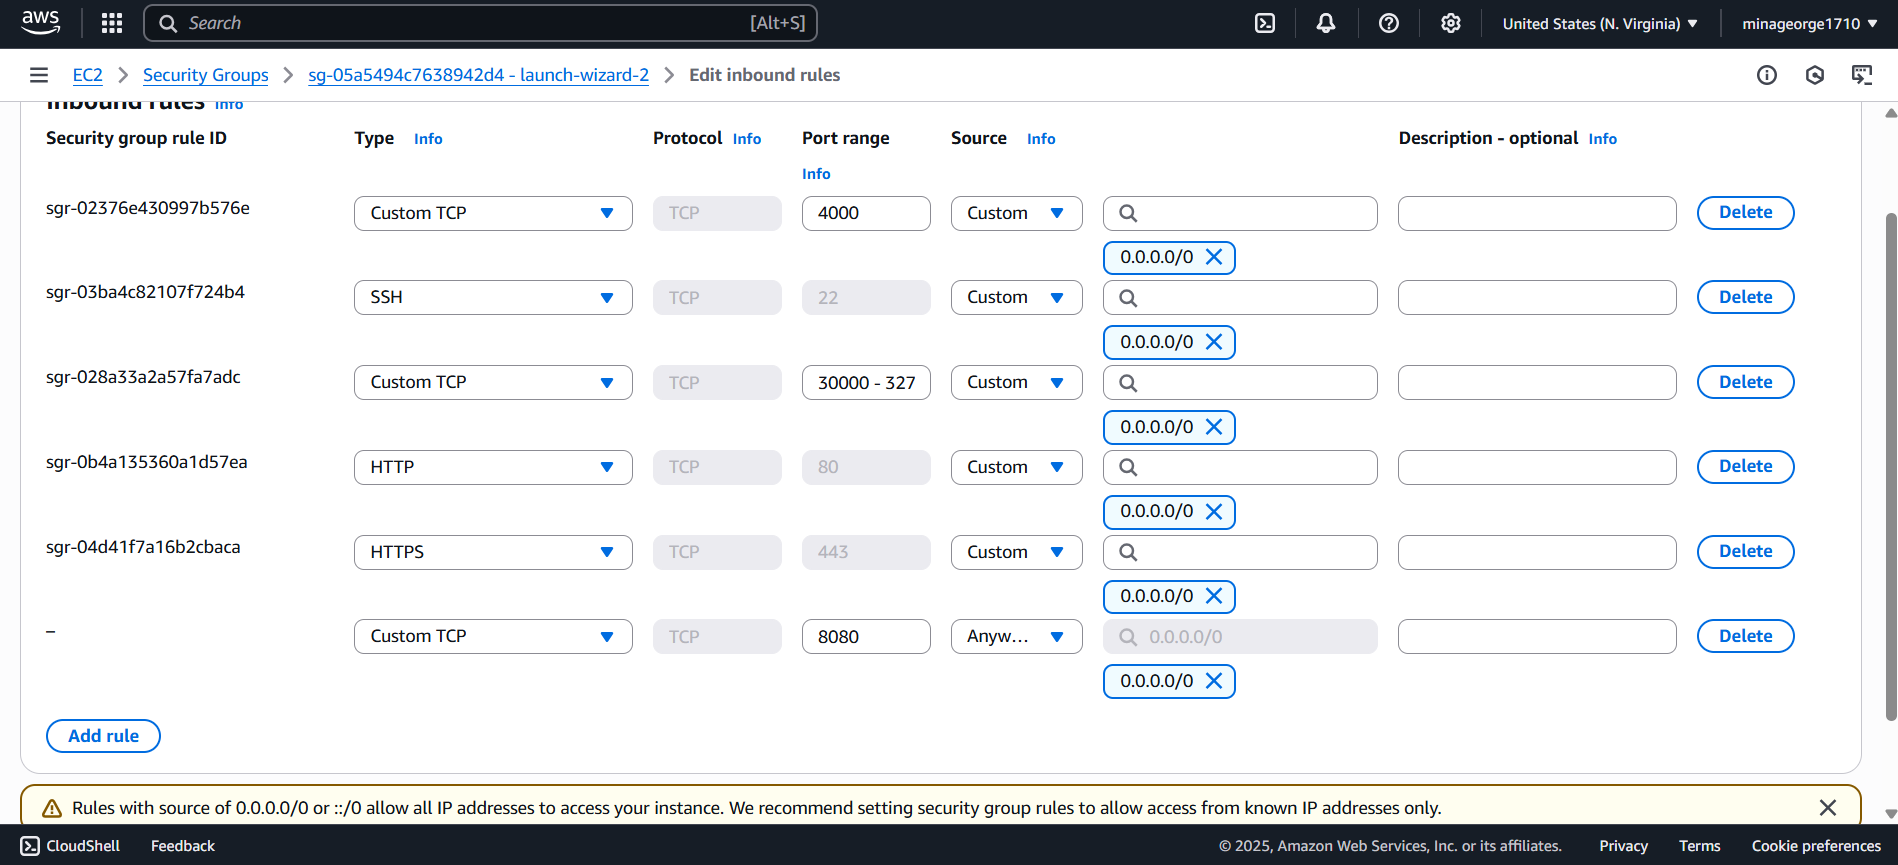 aws
Search
[Alt+S]
United States (N. Virginia)
minageorge1710
EC2
Security Groups
sg-05a5494c7638942d4 - launch-wizard-2
Edit inbound rules
Inbound rules Info
Security group rule ID
Type Info
Protocol Info
Port range
Info
Source Info
Description - optional Info
sgr-02376e430997b576e
Custom TCP
TCP
4000
Custom
Delete
0.0.0.0/0
sgr-03ba4c82107f724b4
SSH
TCP
22
Custom
Delete
0.0.0.0/0
sgr-028a33a2a57fa7adc
Custom TCP
TCP
30000 - 327
Custom
Delete
0.0.0.0/0
sgr-0b4a135360a1d57ea
HTTP
TCP
80
Custom
Delete
0.0.0.0/0
sgr-04d41f7a16b2cbaca
HTTPS
TCP
443
Custom
Delete
0.0.0.0/0
–
Custom TCP
TCP
8080
Anyw...
0.0.0.0/0
Delete
0.0.0.0/0
Add rule
Rules with source of 0.0.0.0/0 or ::/0 allow all IP addresses to access your instance. We recommend setting security group rules to allow access from known IP addresses only.
CloudShell
Feedback
© 2025, Amazon Web Services, Inc. or its affiliates.
Privacy
Terms
Cookie preferences